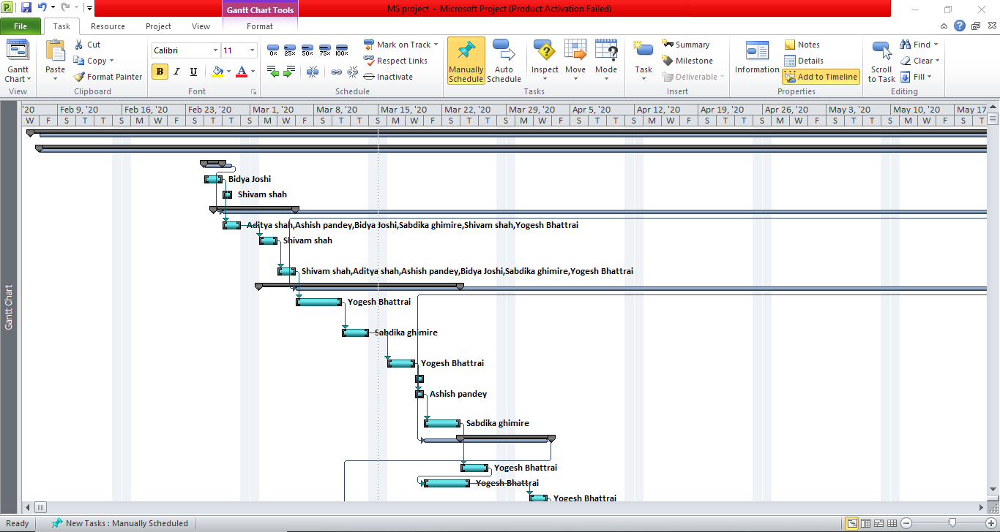 MS project - Microsoft Project (Product Activation Failed)
Gantt Chart Tools
File Task Resource Project View Format
Gantt Chart
Paste
Cut
Copy
Format Painter
Calibri 11
B I U A
0% 25% 50% 75% 100%
Mark on Track
Respect Links
Inactivate
Manually Schedule
Auto Schedule
Inspect Move Mode
Task
Summary
Milestone
Deliverable
Information
Notes
Details
Add to Timeline
Scroll to Task
Find
Clear
Fill
View Clipboard Font Schedule Tasks Insert Properties Editing
'20 Feb 9, '20 Feb 16, '20 Feb 23, '20 Mar 1, '20 Mar 8, '20 Mar 15, '20 Mar 22, '20 Mar 29, '20 Apr 5, '20 Apr 12, '20 Apr 19, '20 Apr 26, '20 May 3, '20 May 10, '20 May 17
W F S T T S M W F S T T S M W F S T T S M W F S T T S M W F S T T S M W F S T T S M W F S T T S M W F S T
Bidya Joshi
Shivam shah
Aditya shah,Ashish pandey,Bidya Joshi,Sabdika ghimire,Shivam shah,Yogesh Bhattrai
Shivam shah
Shivam shah,Aditya shah,Ashish pandey,Bidya Joshi,Sabdika ghimire,Yogesh Bhattrai
Yogesh Bhattrai
Sabdika ghimire
Yogesh Bhattrai
Ashish pandey
Sabdika ghimire
Yogesh Bhattrai
Yogesh Bhattrai
Yogesh Bhattrai
Gantt Chart
Ready New Tasks : Manually Scheduled